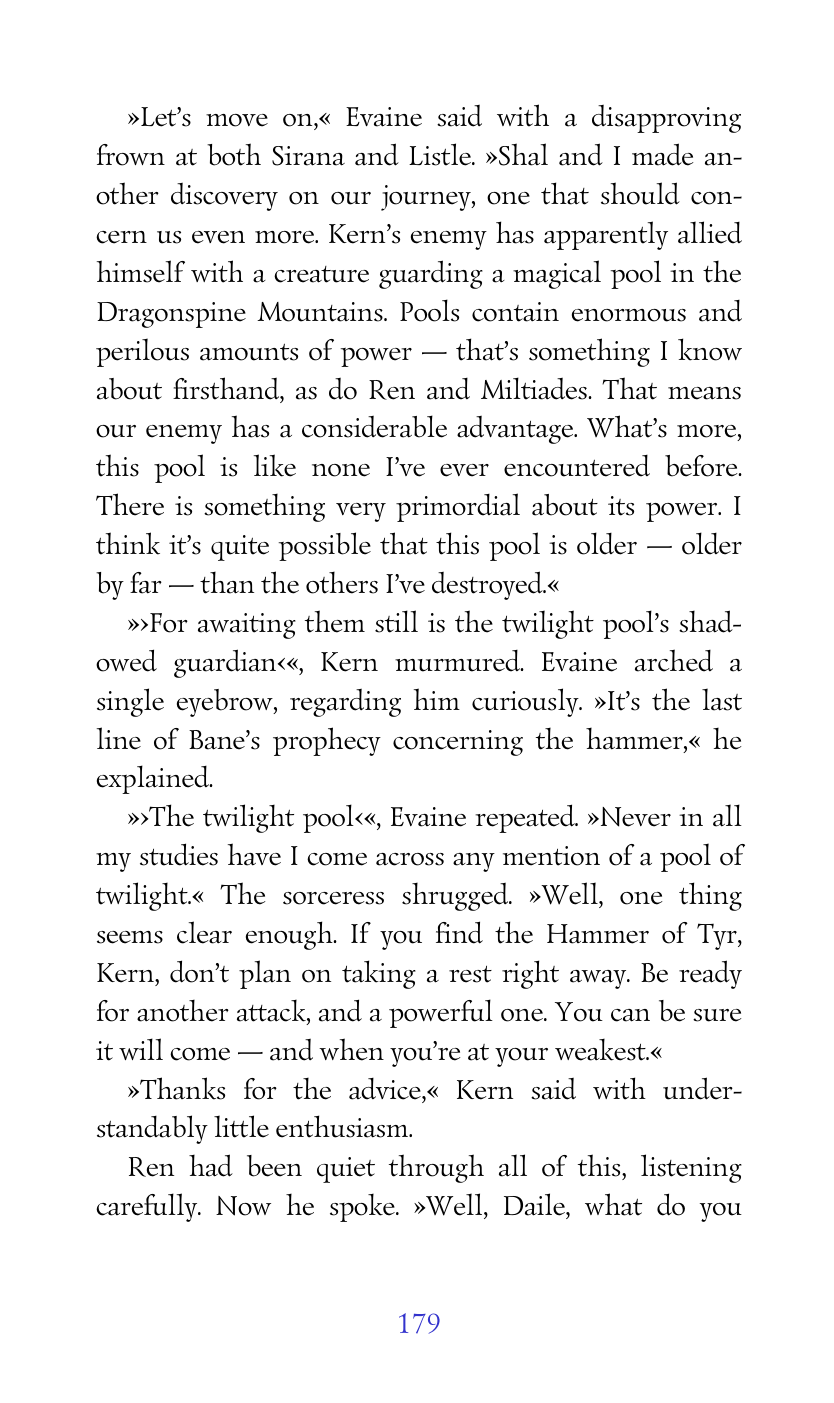 »Let’s move on,« Evaine said with a disapproving
frown at both Sirana and Listle. »Shal and I made an-
other discovery on our journey, one that should con-
cern us even more. Kern’s enemy has apparently allied
himself with a creature guarding a magical pool in the
Dragonspine Mountains. Pools contain enormous and
perilous amounts of power — that’s something I know
about firsthand, as do Ren and Miltiades. That means
our enemy has a considerable advantage. What’s more,
this pool is like none I’ve ever encountered before.
There is something very primordial about its power. I
think it’s quite possible that this pool is older — older
by far — than the others I’ve destroyed.«
»›For awaiting them still is the twilight pool’s shad-
owed guardian‹«, Kern murmured. Evaine arched a
single eyebrow, regarding him curiously. »It’s the last
line of Bane’s prophecy concerning the hammer,« he
explained.
»›The twilight pool‹«, Evaine repeated. »Never in all
my studies have I come across any mention of a pool of
twilight.« The sorceress shrugged. »Well, one thing
seems clear enough. If you find the Hammer of Tyr,
Kern, don’t plan on taking a rest right away. Be ready
for another attack, and a powerful one. You can be sure
it will come — and when you’re at your weakest.«
»Thanks for the advice,« Kern said with under-
standably little enthusiasm.
Ren had been quiet through all of this, listening
carefully. Now he spoke. »Well, Daile, what do you
179